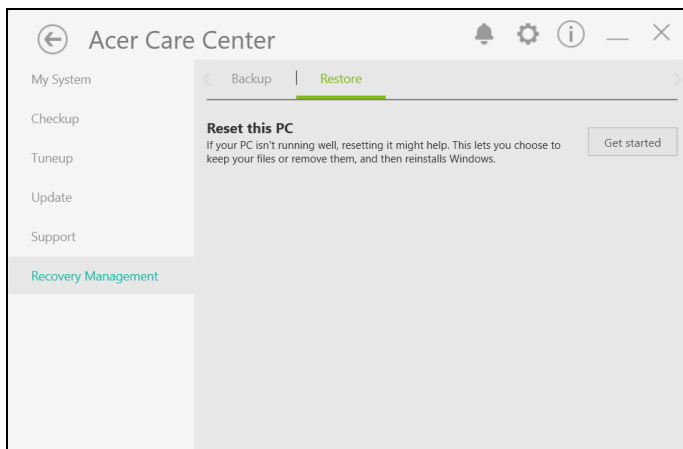 Acer Care Center
My System
Checkup
Tuneup
Update
Support
Recovery Management
Backup
Restore
Reset this PC
If your PC isn't running well, resetting it might help. This lets you choose to
keep your files or remove them, and then reinstalls Windows.
Get started